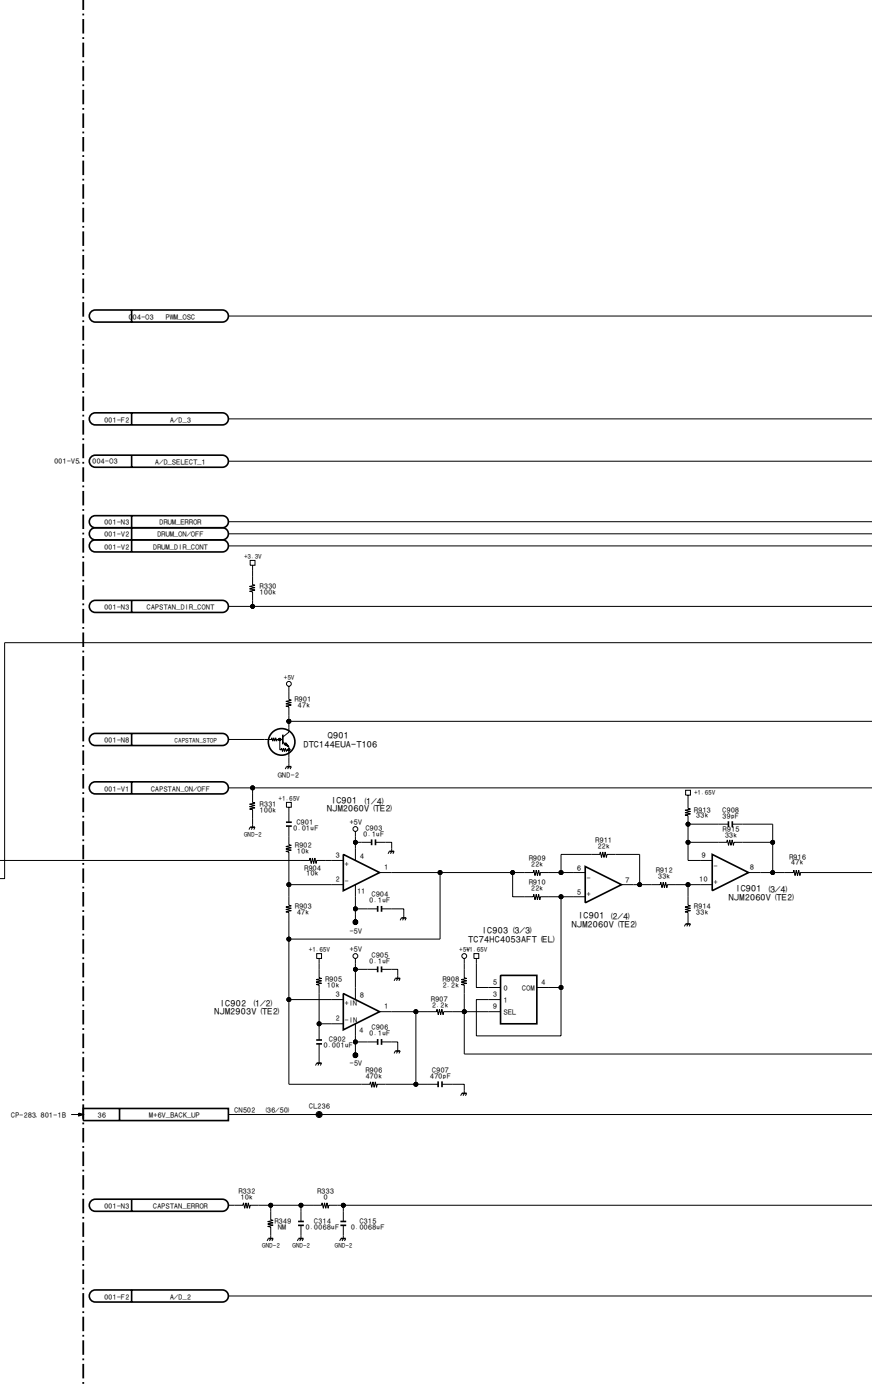 004-03 PWM_OSC
001-F2 A/D_3
001-V5 004-03 A/D_SELECT_1
001-N3 DRUM_ERROR
001-V2 DRUM_ON/OFF
001-V2 DRUM_DIR_CONT
+3.3V
R330
100k
001-N3 CAPSTAN_DIR_CONT
+5V
R901
47k
001-N8 CAPSTAN_STOP
Q901
DTC144EUA-T106
GND-2
001-V1 CAPSTAN_ON/OFF
R331
100k
GND-2
+1.65V
C901
0.01uF
R902
10k
R904
10k
R903
47k
IC901 (1/4)
NJM2060V (TE2)
+5V
C903
0.1uF
3
+
4
2
-
1
11
C904
0.1uF
-5V
R909
22k
R910
22k
R911
22k
6
-
5
+
7
IC901 (2/4)
NJM2060V (TE2)
R912
33k
+1.65V
R913
33k
C908
39pF
R915
33k
9
-
10
+
8
R914
33k
IC901 (3/4)
NJM2060V (TE2)
R916
47k
IC903 (3/3)
TC74HC4053AFT (EL)
+5V
+1.65V
R908
2.2k
5
0
COM
4
3
1
9
SEL
IC902 (1/2)
NJM2903V (TE2)
+1.65V
R905
10k
+5V
C905
0.1uF
3
+IN
8
2
-IN
1
4
C902
0.001uF
C906
0.1uF
-5V
R907
2.2k
R906
470k
C907
470pF
CP-283.801-1B
36 M+6V_BACK_UP
CN502 (36/50)
CL236
001-N3 CAPSTAN_ERROR
R332
10k
R333
0
R349
NM
C314
0.0068uF
C315
0.0068uF
GND-2 GND-2 GND-2
001-F2 A/D_2